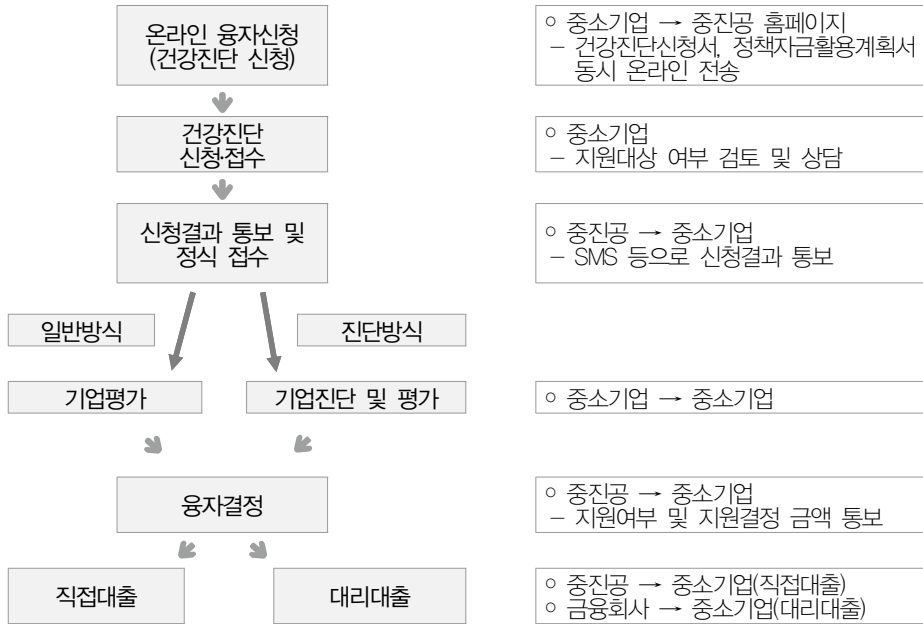 온라인 융자신청
(건강진단 신청)
○ 중소기업 → 중진공 홈페이지
– 건강진단신청서, 정책자금활용계획서
동시 온라인 전송
건강진단
신청·접수
○ 중소기업
– 지원대상 여부 검토 및 상담
신청결과 통보 및
정식 접수
○ 중진공 → 중소기업
– SMS 등으로 신청결과 통보
일반방식
진단방식
기업평가
기업진단 및 평가
○ 중소기업 → 중소기업
융자결정
○ 중진공 → 중소기업
– 지원여부 및 지원결정 금액 통보
직접대출
대리대출
○ 중진공 → 중소기업(직접대출)
○ 금융회사 → 중소기업(대리대출)